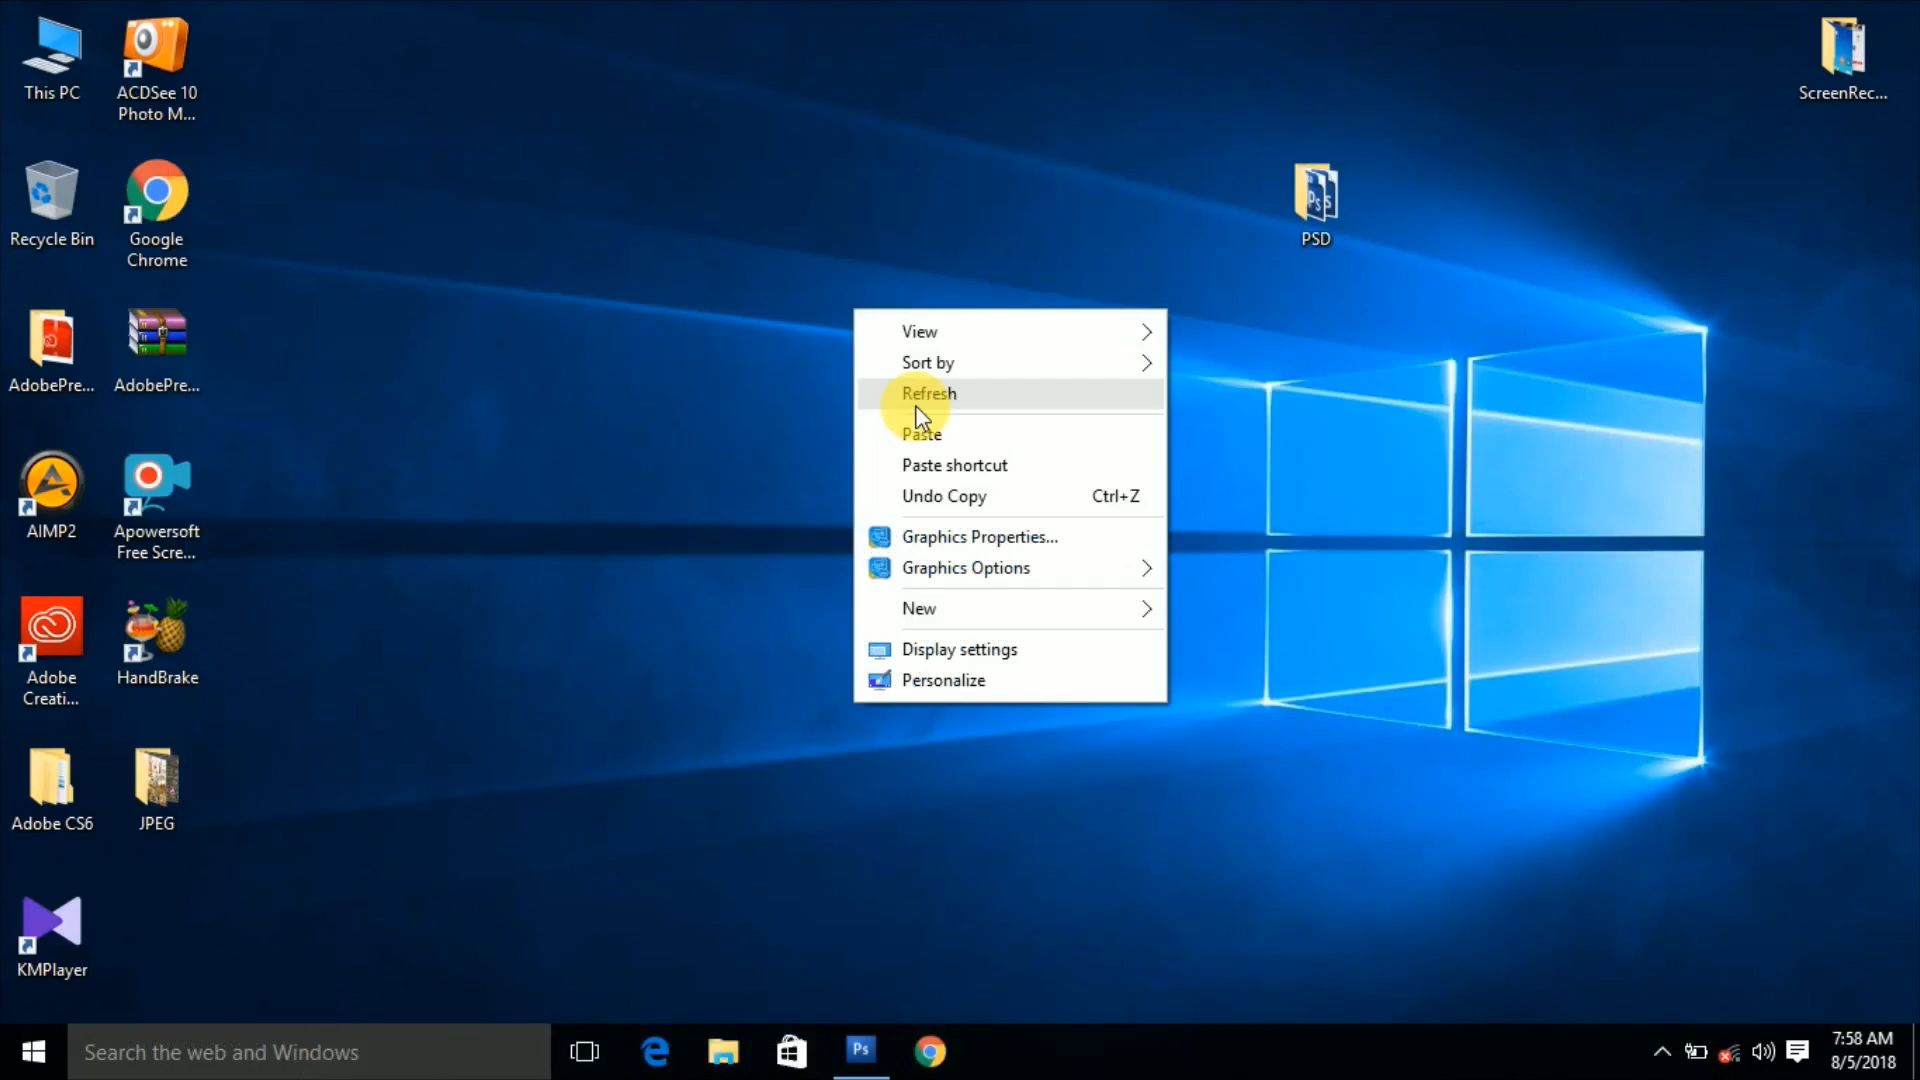 This PC
ACDSee 10
Photo M...
ScreenRec...
Recycle Bin
Google
Chrome
PSD
AdobePre...
AdobePre...
View
Sort by
Refresh
Paste
Paste shortcut
Undo Copy Ctrl+Z
Graphics Properties...
Graphics Options
New
Display settings
Personalize
AIMP2
Apowersoft
Free Scre...
Adobe
Creati...
HandBrake
Adobe CS6
JPEG
KMPlayer
Search the web and Windows
Ps
7:58 AM
8/5/2018